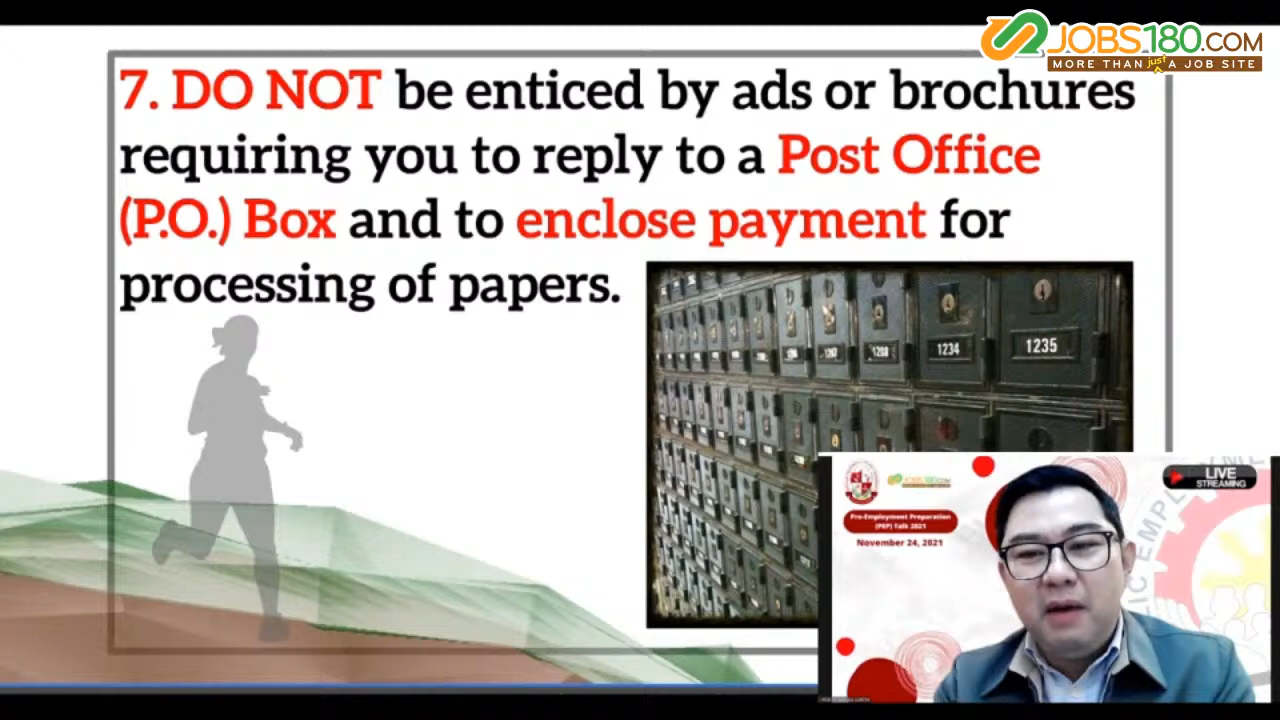 JOBS180.COM
MORE THAN just A JOB SITE
7. DO NOT be enticed by ads or brochures
requiring you to reply to a Post Office
(P.O.) Box and to enclose payment for
processing of papers.
1234
1235
JOBS180.COM
LIVE
STREAMING
Pre-Employment Preparation
(PEP) Talk 2021
November 24, 2021